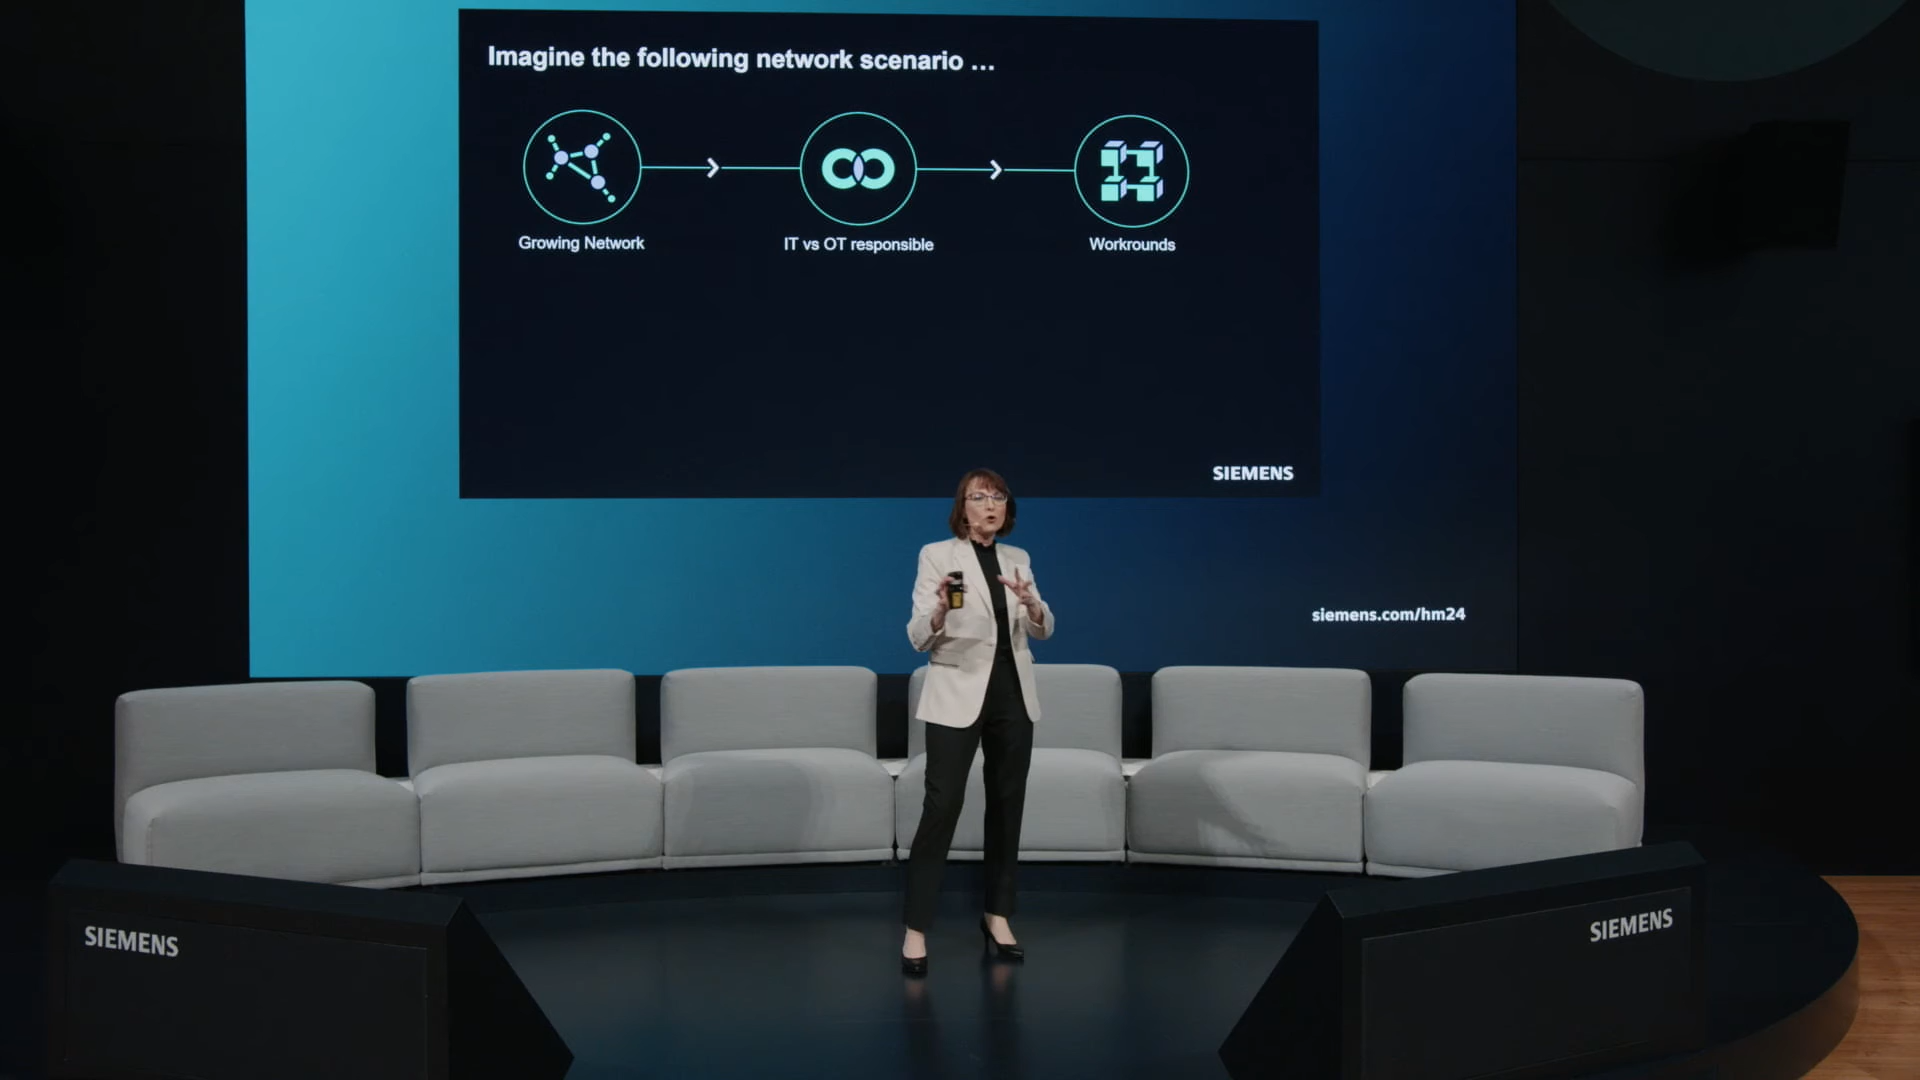 Imagine the following network scenario ...
Growing Network
IT vs OT responsible
Workrounds
SIEMENS
siemens.com/hm24
SIEMENS
SIEMENS